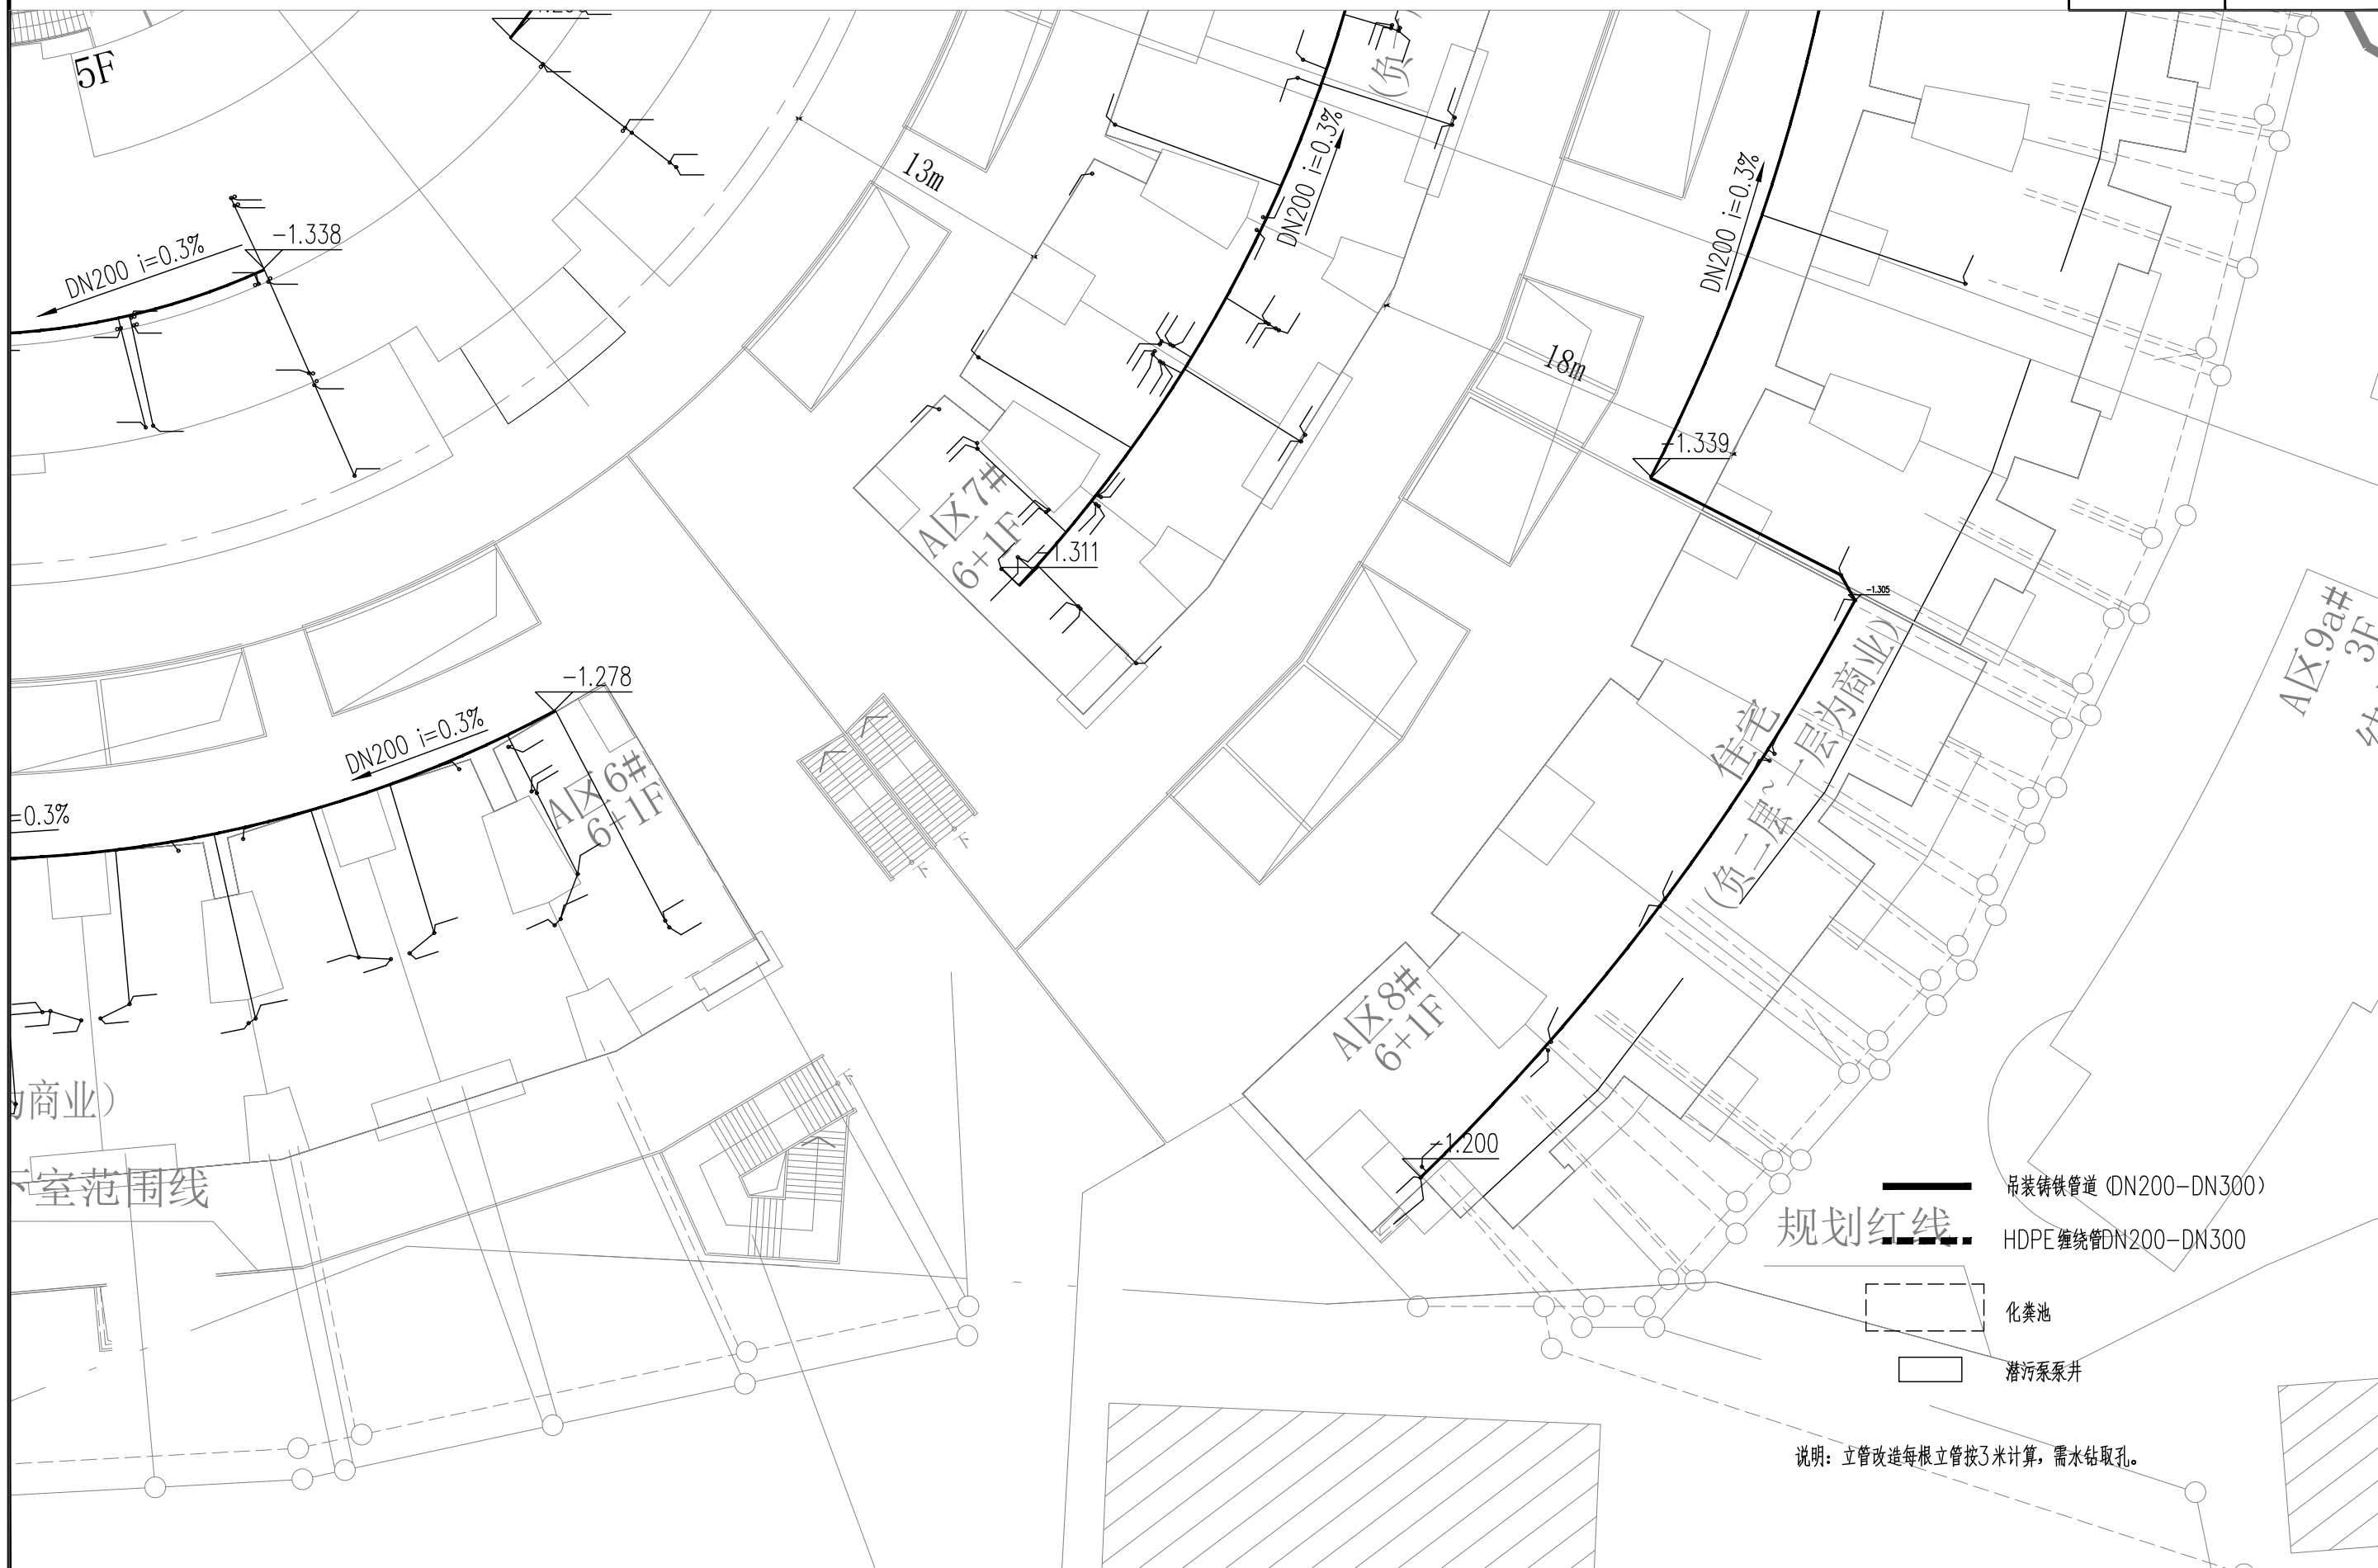 5F
13m
DN200 i=0.3%
DN200 i=0.3%
(负
DN200 i=0.3%
-1.338
18m
-1.339
A区7#
6+1F
-1.311
-1.305
A区9a#
3F
-1.278
DN200 i=0.3%
A区6#
6+1F
=0.3%
下
下
住宅
(负二层~一层为商业)
A区8#
6+1F
下
商业)
室范围线
-1.200
吊装铸铁管道(DN200-DN300)
规划红线
HDPE缠绕管DN200-DN300
化粪池
潜污泵泵井
说明：立管改造每根立管按3米计算，需水钻取孔。